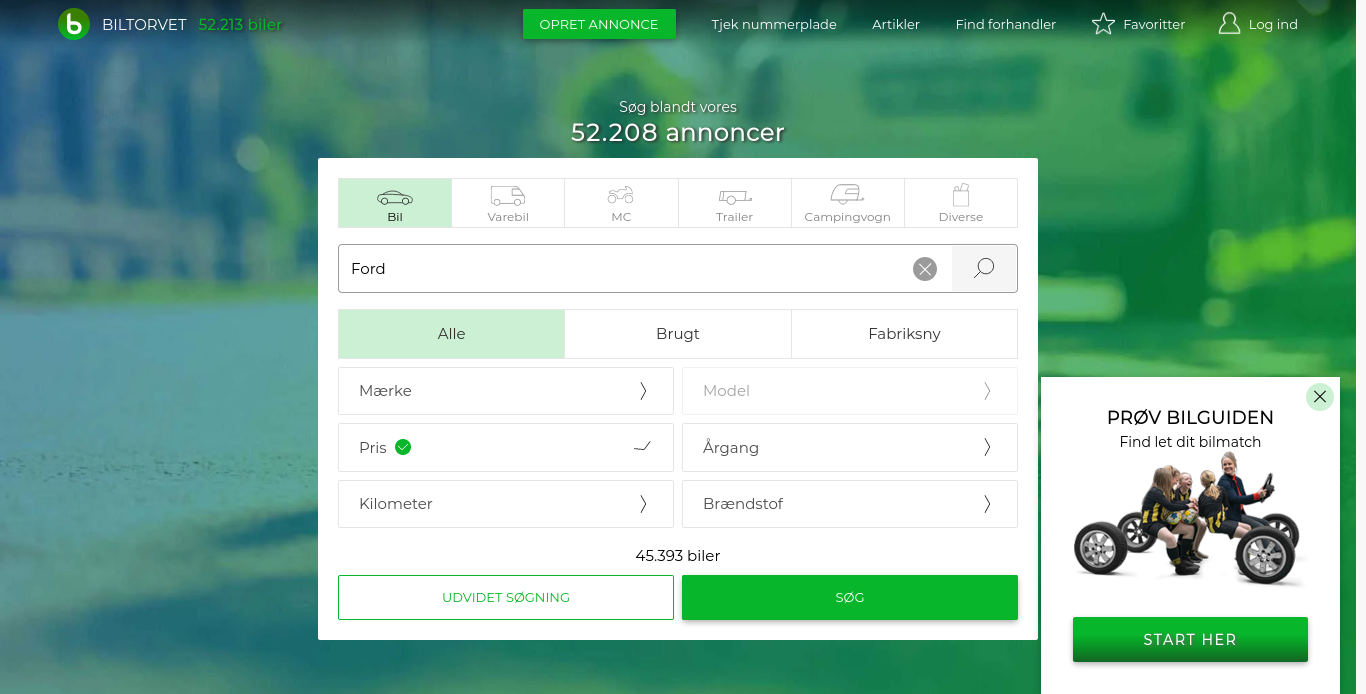 BILTORVET 52.213 biler
OPRET ANNONCE
Tjek nummerplade
Artikler
Find forhandler
Favoritter
Log ind
Søg blandt vores
52.208 annoncer
Bil
Varebil
MC
Trailer
Campingvogn
Diverse
Ford
Alle
Brugt
Fabriksny
Mærke
Model
Pris
Årgang
Kilometer
Brændstof
45.393 biler
UDVIDET SØGNING
SØG
PRØV BILGUIDEN
Find let dit bilmatch
START HER